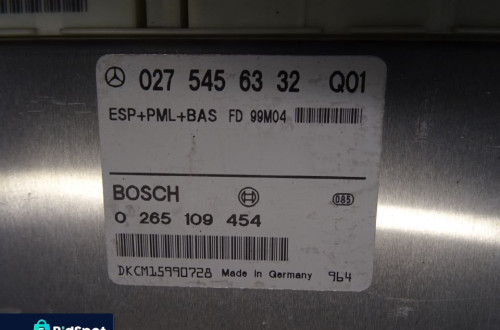 027 545 63 32 Q01
ESP+PML+BAS FD 99M04
BOSCH
085
0 265 109 454
DKCM15990728 Made in Germany 964
BidSpot